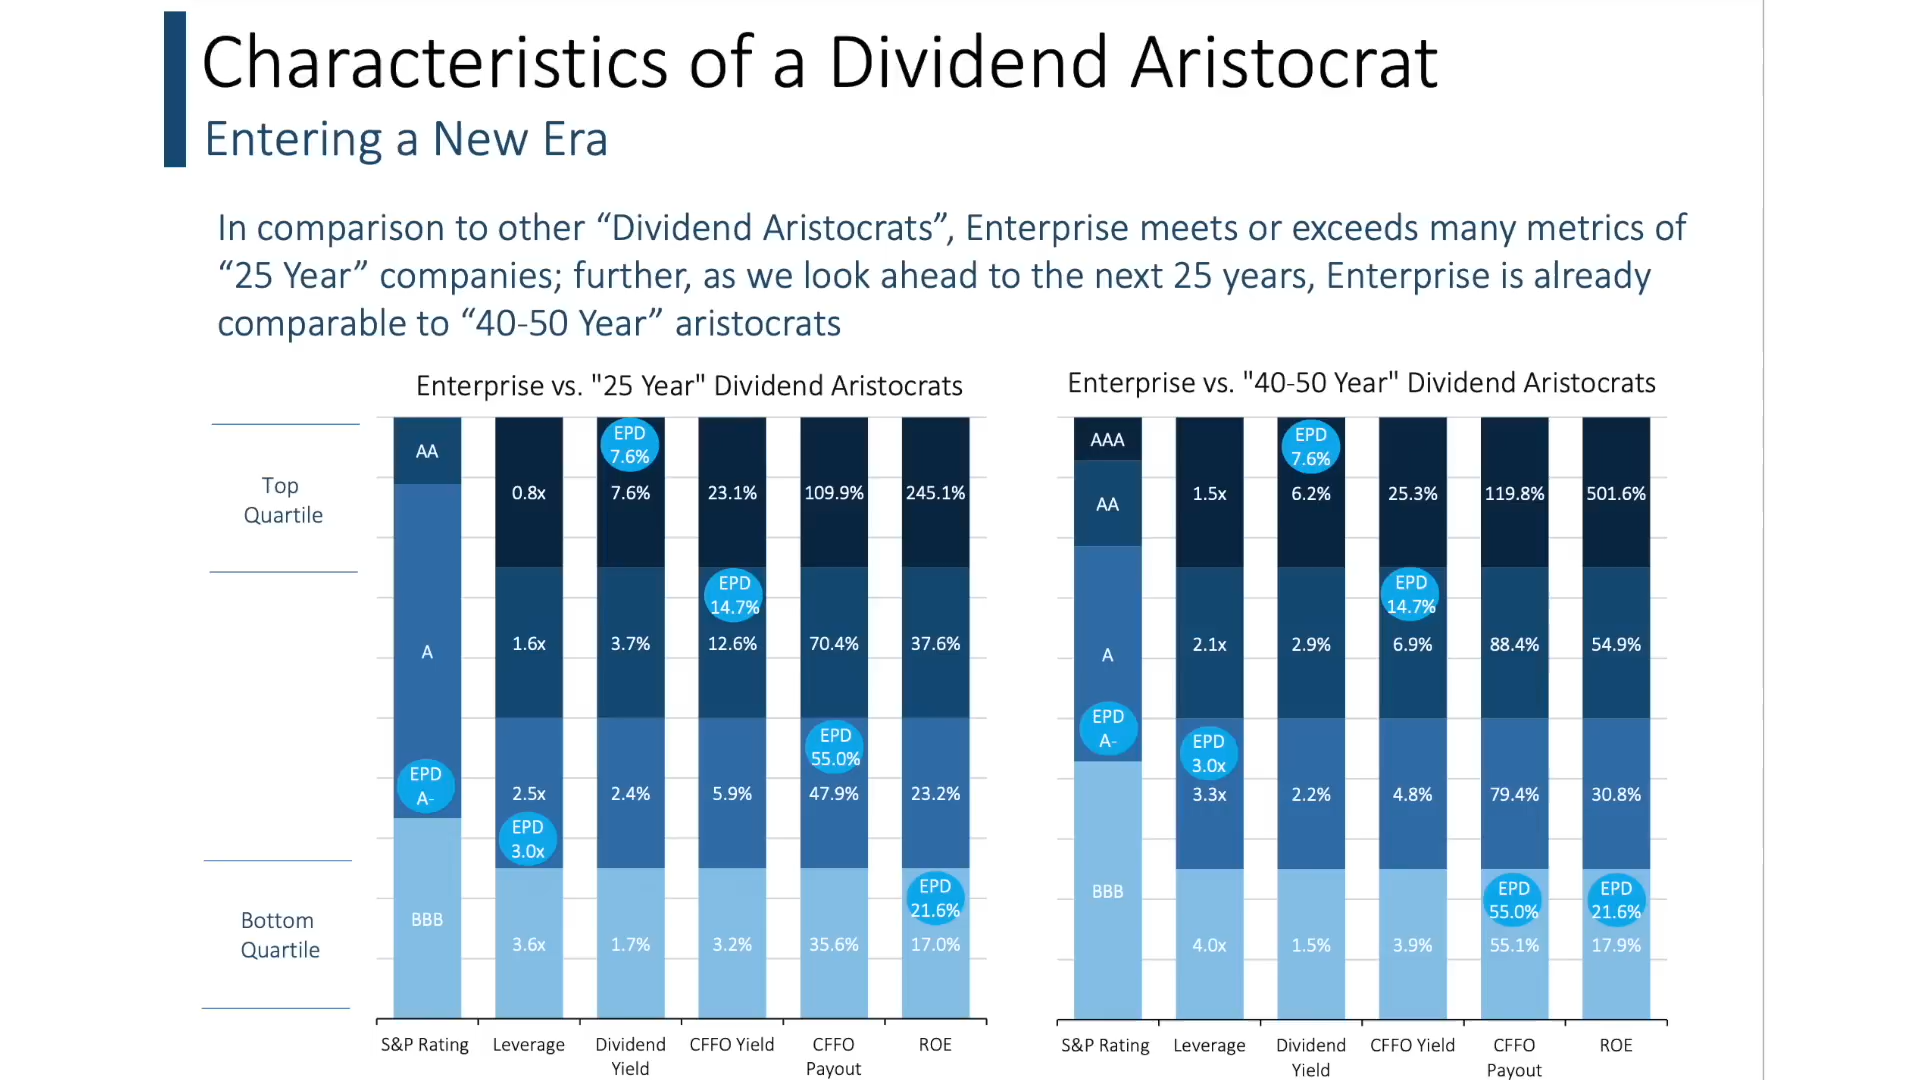 Characteristics of a Dividend Aristocrat
Entering a New Era
In comparison to other “Dividend Aristocrats”, Enterprise meets or exceeds many metrics of
“25 Year” companies; further, as we look ahead to the next 25 years, Enterprise is already
comparable to “40-50 Year” aristocrats
Top
Quartile
Bottom
Quartile
Enterprise vs. "25 Year" Dividend Aristocrats
AA
A
EPD
A-
BBB
0.8x
1.6x
2.5x
EPD
3.0x
3.6x
EPD
7.6%
7.6%
3.7%
2.4%
1.7%
23.1%
EPD
14.7%
12.6%
5.9%
3.2%
109.9%
70.4%
EPD
55.0%
47.9%
35.6%
245.1%
37.6%
23.2%
EPD
21.6%
17.0%
S&P Rating
Leverage
Dividend
Yield
CFFO Yield
CFFO
Payout
ROE
Enterprise vs. "40-50 Year" Dividend Aristocrats
AAA
AA
A
EPD
A-
BBB
1.5x
2.1x
EPD
3.0x
3.3x
4.0x
EPD
7.6%
6.2%
2.9%
2.2%
1.5%
25.3%
EPD
14.7%
6.9%
4.8%
3.9%
119.8%
88.4%
79.4%
EPD
55.0%
55.1%
501.6%
54.9%
30.8%
EPD
21.6%
17.9%
S&P Rating
Leverage
Dividend
Yield
CFFO Yield
CFFO
Payout
ROE